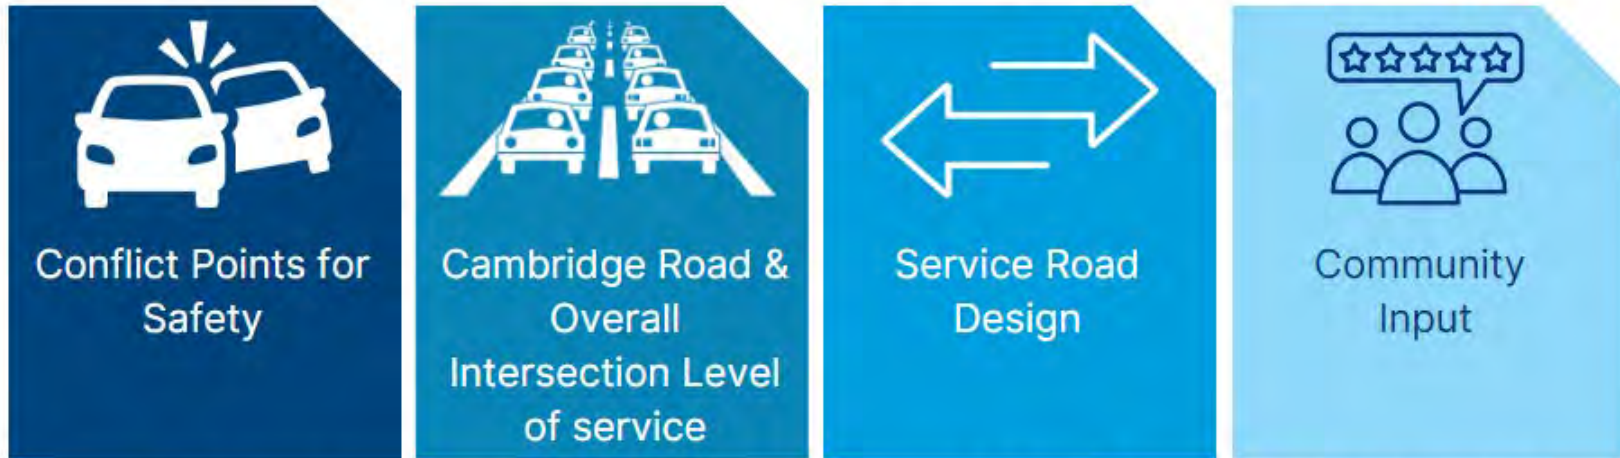 Conflict Points for
Safety
Cambridge Road &
Overall
Intersection Level
of service
Service Road
Design
Community
Input